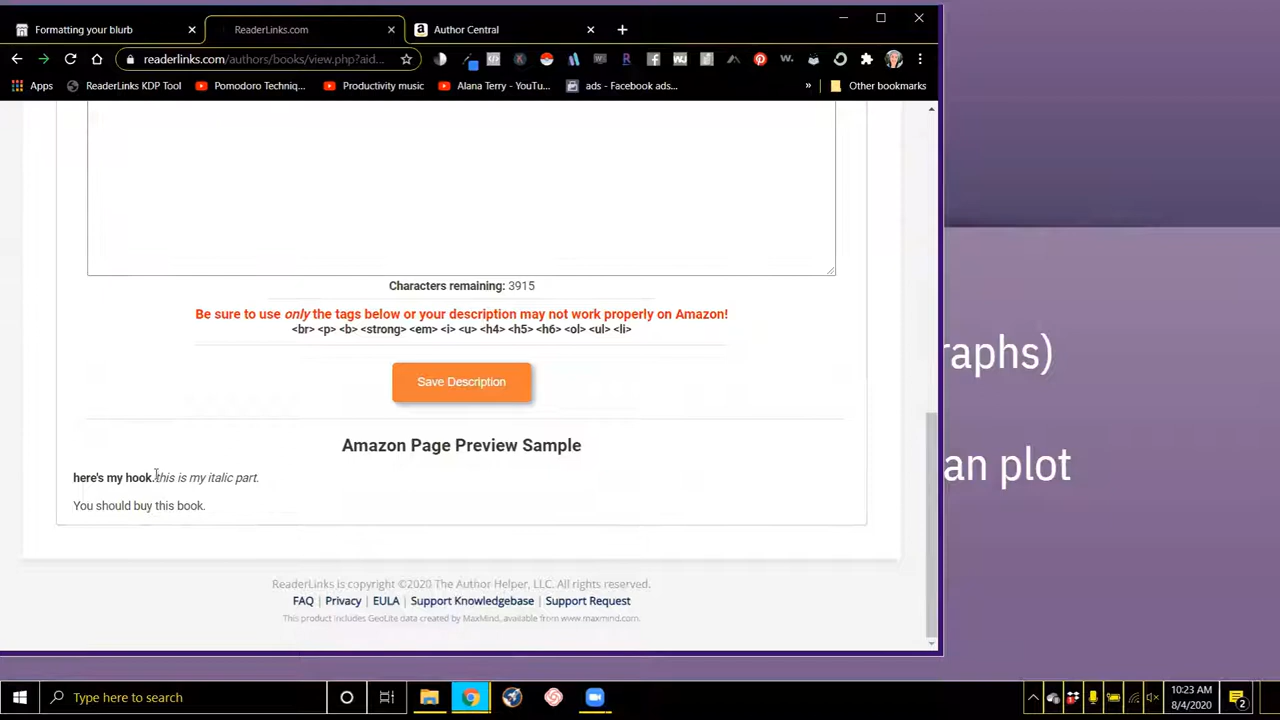 Formatting your blurb
ReaderLinks.com
Author Central
readerlinks.com/authors/books/view.php?aid...
Apps
ReaderLinks KDP Tool
Pomodoro Techniq...
Productivity music
Alana Terry - YouTu...
ads - Facebook ads...
»
Other bookmarks
Characters remaining: 3915
Be sure to use only the tags below or your description may not work properly on Amazon!
<br> <p> <b> <strong> <em> <i> <u> <h4> <h5> <h6> <ol> <ul> <li>
Save Description
raphs)
Amazon Page Preview Sample
an plot
here's my hook.this is my italic part.
You should buy this book.
ReaderLinks is copyright ©2020 The Author Helper, LLC. All rights reserved.
FAQ | Privacy | EULA | Support Knowledgebase | Support Request
This product includes GeoLite data created by MaxMind, available from www.maxmind.com.
Type here to search
10:23 AM
8/4/2020
2